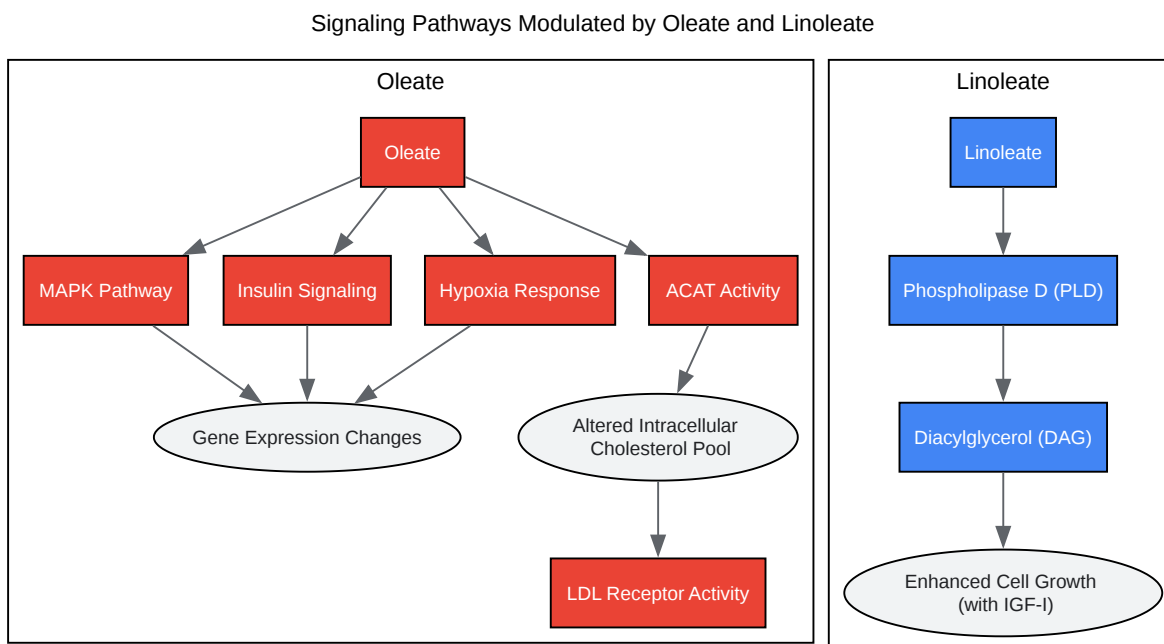 Signaling Pathways Modulated by Oleate and Linoleate
Oleate
Oleate
MAPK Pathway
Insulin Signaling
Hypoxia Response
ACAT Activity
Gene Expression Changes
Altered Intracellular
Cholesterol Pool
LDL Receptor Activity
Linoleate
Linoleate
Phospholipase D (PLD)
Diacylglycerol (DAG)
Enhanced Cell Growth
(with IGF-I)